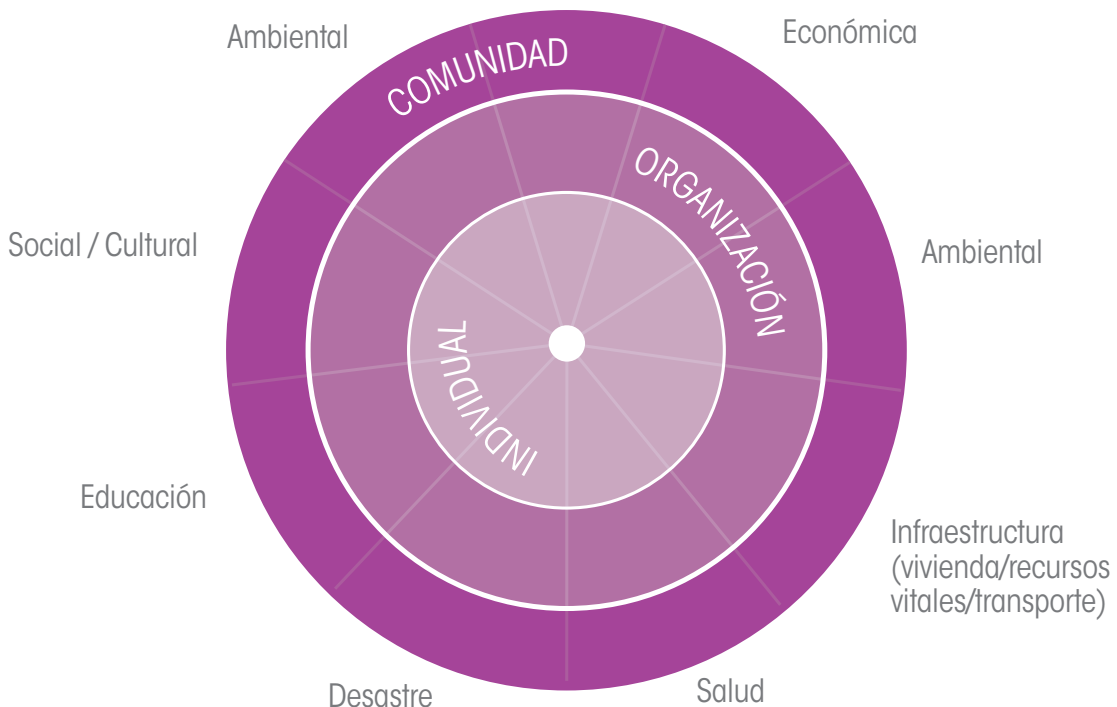 Ambiental
Económica
COMUNIDAD
ORGANIZACIÓN
Social / Cultural
Ambiental
INDIVIDUAL
Educación
Infraestructura
(vivienda/recursos
vitales/transporte)
Desastre
Salud